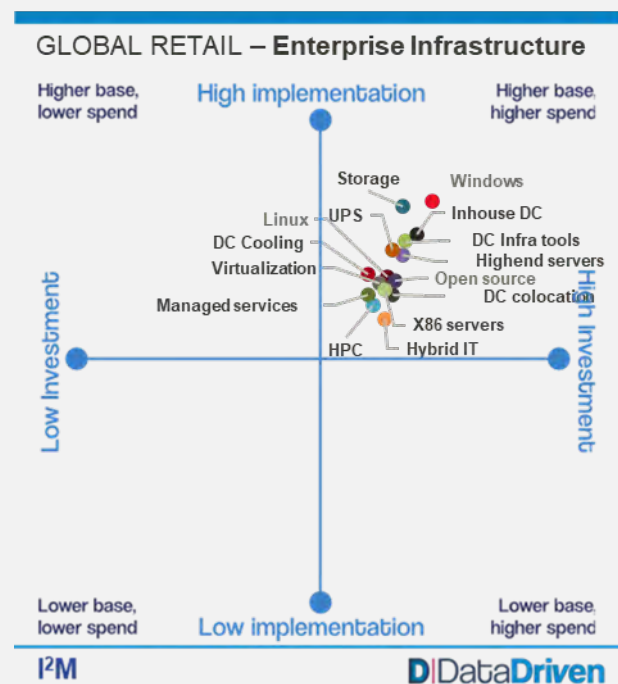 GLOBAL RETAIL – Enterprise Infrastructure
Higher base,
lower spend
High implementation
Higher base,
higher spend
Storage
Windows
Linux
UPS
Inhouse DC
DC Cooling
DC Infra tools
Virtualization
Highend servers
Open source
Managed services
DC colocation
X86 servers
HPC
Hybrid IT
Low Investment
High Investment
Lower base,
lower spend
Low implementation
Lower base,
higher spend
I²M
D|DataDriven